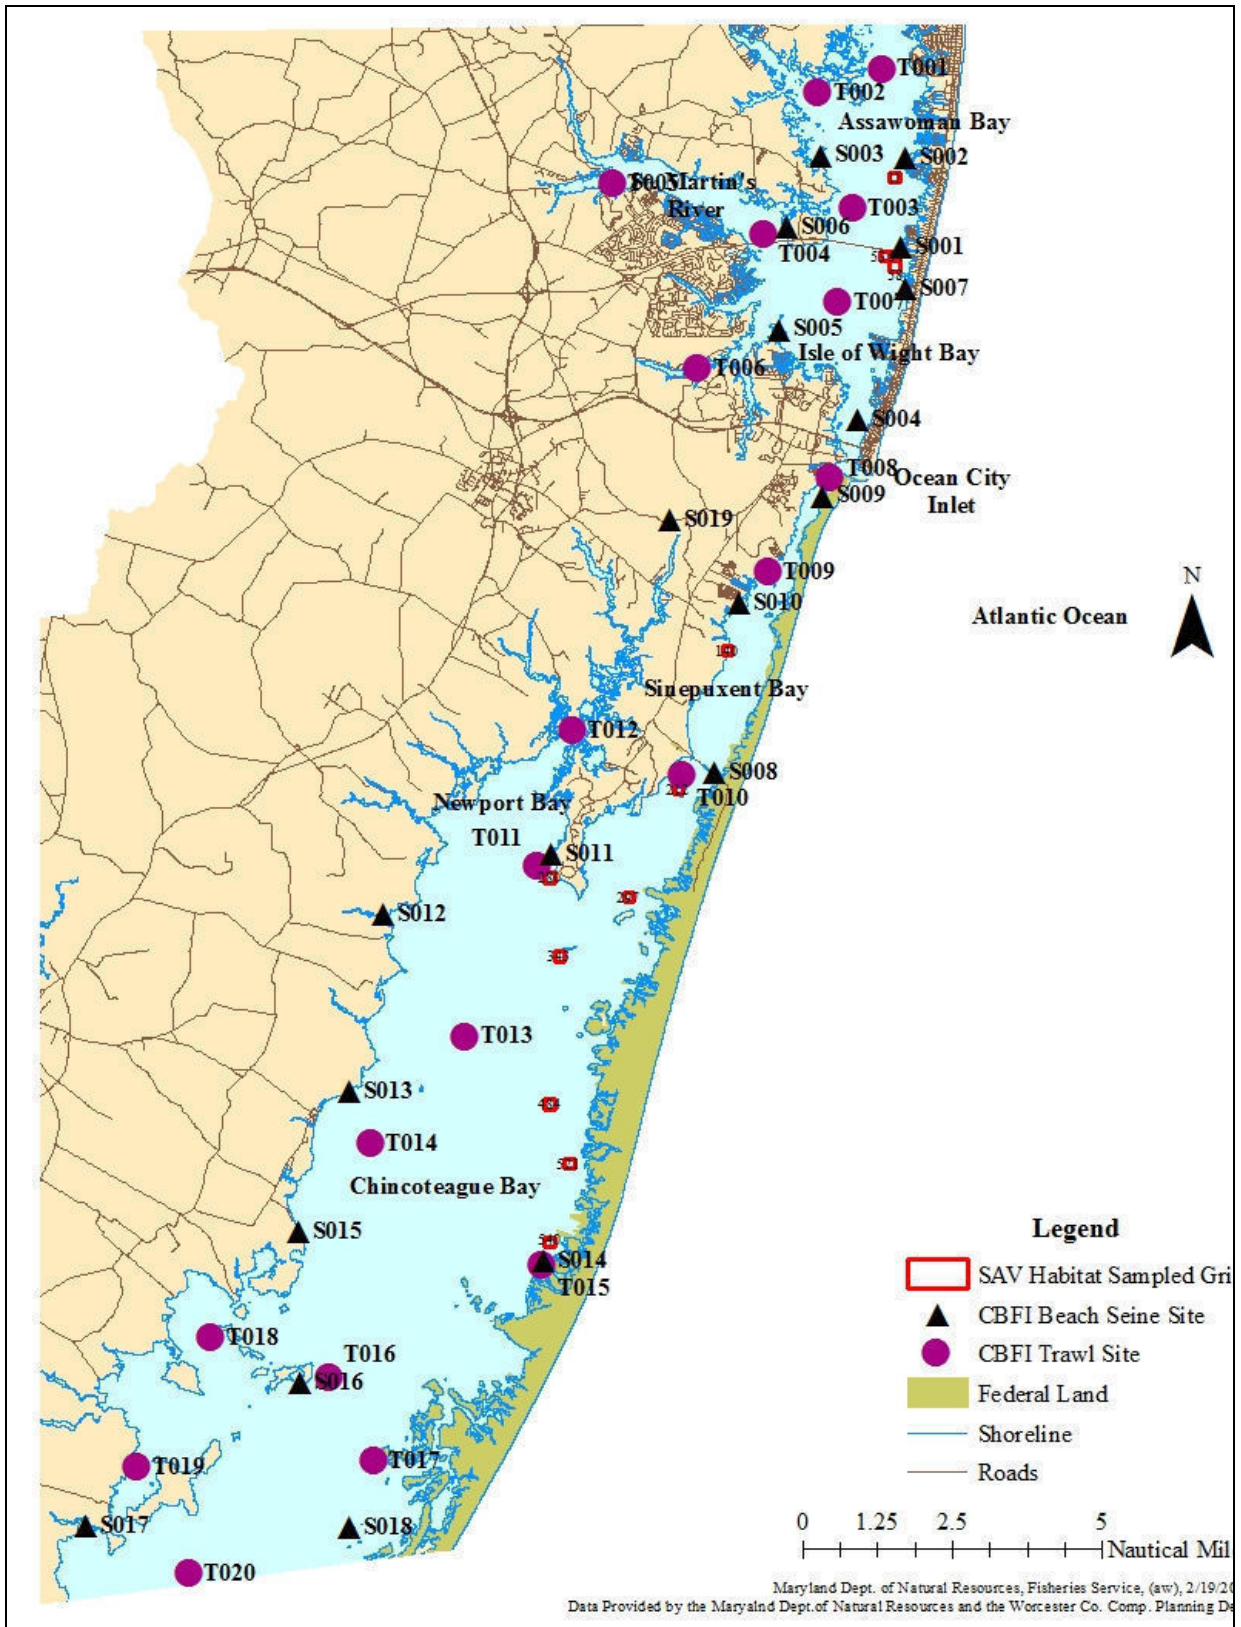 T001
T002
Assawoman Bay
S003
S002
T005
St. Martin's
River
T003
S006
T004
S001
S007
T007
S005
Isle of Wight Bay
T006
S004
T008
Ocean City
Inlet
S009
S019
T009
S010
Atlantic Ocean
N
Sinepuxent Bay
T012
S008
T010
Newport Bay
T011
S011
S012
T013
S013
T014
Chincoteague Bay
S015
540
S014
T015
T018
T016
S016
T019
T017
S017
S018
T020
Legend
SAV Habitat Sampled Gri
CBFI Beach Seine Site
CBFI Trawl Site
Federal Land
Shoreline
Roads
0 1.25 2.5 5
Nautical Mil
Maryland Dept. of Natural Resources, Fisheries Service, (aw), 2/19/20
Data Provided by the Maryalnd Dept.of Natural Resources and the Worcester Co. Comp. Planning De